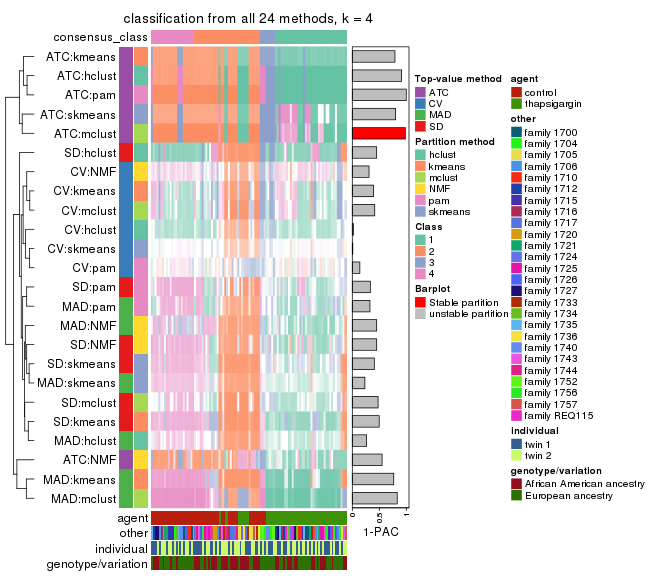 classification from all 24 methods, k = 4
consensus_class
ATC:kmeans
ATC:hclust
ATC:pam
ATC:skmeans
ATC:mclust
SD:hclust
CV:NMF
CV:kmeans
CV:mclust
CV:hclust
CV:skmeans
CV:pam
SD:pam
MAD:pam
MAD:NMF
SD:NMF
SD:skmeans
MAD:skmeans
SD:mclust
SD:kmeans
MAD:hclust
ATC:NMF
MAD:kmeans
MAD:mclust
agent
other
individual
genotype/variation
0
0.5
1
1-PAC
Top-value method
ATC
CV
MAD
SD
Partition method
hclust
kmeans
mclust
NMF
pam
skmeans
Class
1
2
3
4
Barplot
Stable partition
unstable partition
agent
control
thapsigargin
other
family 1700
family 1704
family 1705
family 1706
family 1710
family 1712
family 1715
family 1716
family 1717
family 1720
family 1721
family 1724
family 1725
family 1726
family 1727
family 1733
family 1734
family 1735
family 1736
family 1740
family 1743
family 1744
family 1752
family 1756
family 1757
family REQ115
individual
twin 1
twin 2
genotype/variation
African American ancestry
European ancestry